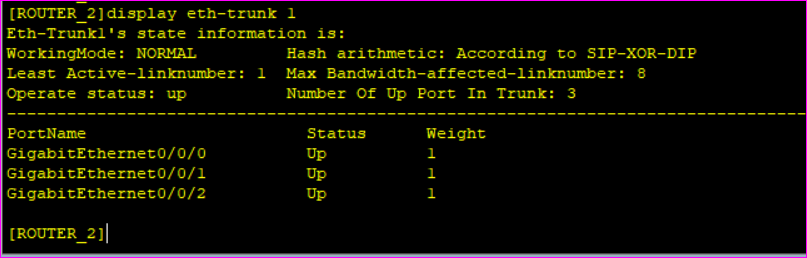 [ROUTER_2]display eth-trunk 1
Eth-Trunk1's state information is:
WorkingMode: NORMAL         Hash arithmetic: According to SIP-XOR-DIP
Least Active-linknumber: 1  Max Bandwidth-affected-linknumber: 8
Operate status: up          Number Of Up Port In Trunk: 3
--------------------------------------------------------------------------------
PortName                      Status      Weight
GigabitEthernet0/0/0          Up          1
GigabitEthernet0/0/1          Up          1
GigabitEthernet0/0/2          Up          1
[ROUTER_2]